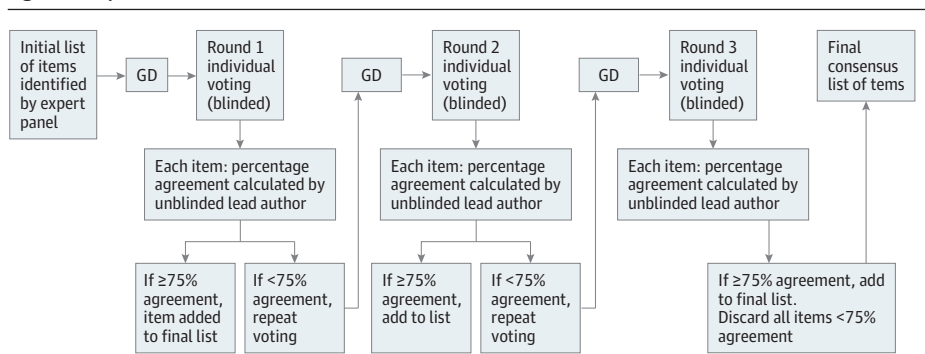 Initial list
of items
identified
by expert
panel
GD
Round 1
individual
voting
(blinded)
Each item: percentage
agreement calculated by
unblinded lead author
If ≥75%
agreement,
item added
to final list
If <75%
agreement,
repeat
voting
GD
Round 2
individual
voting
(blinded)
Each item: percentage
agreement calculated by
unblinded lead author
If ≥75%
agreement,
add to list
If <75%
agreement,
repeat
voting
GD
Round 3
individual
voting
(blinded)
Each item: percentage
agreement calculated by
unblinded lead author
If ≥75% agreement, add
to final list.
Discard all items <75%
agreement
Final
consensus
list of tems